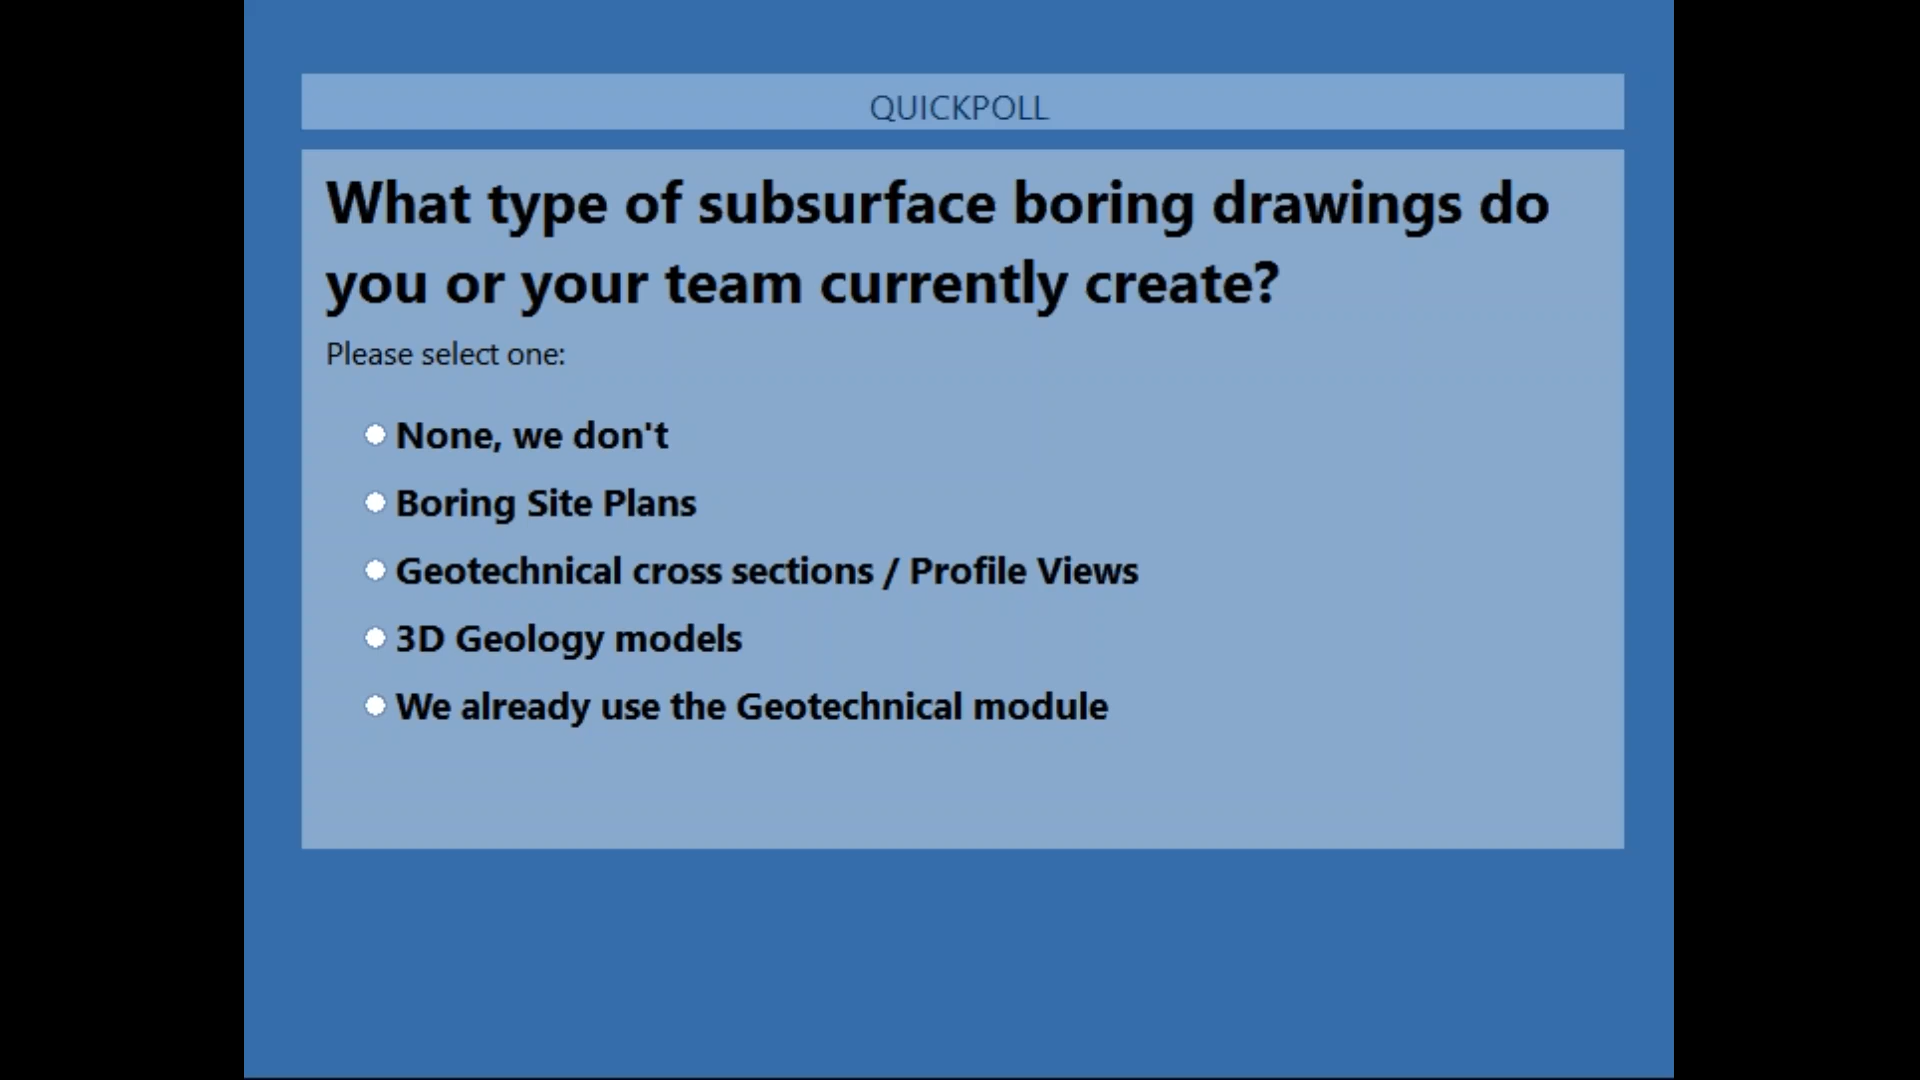 QUICKPOLL
What type of subsurface boring drawings do
you or your team currently create?
Please select one:
None, we don't
Boring Site Plans
Geotechnical cross sections / Profile Views
3D Geology models
We already use the Geotechnical module